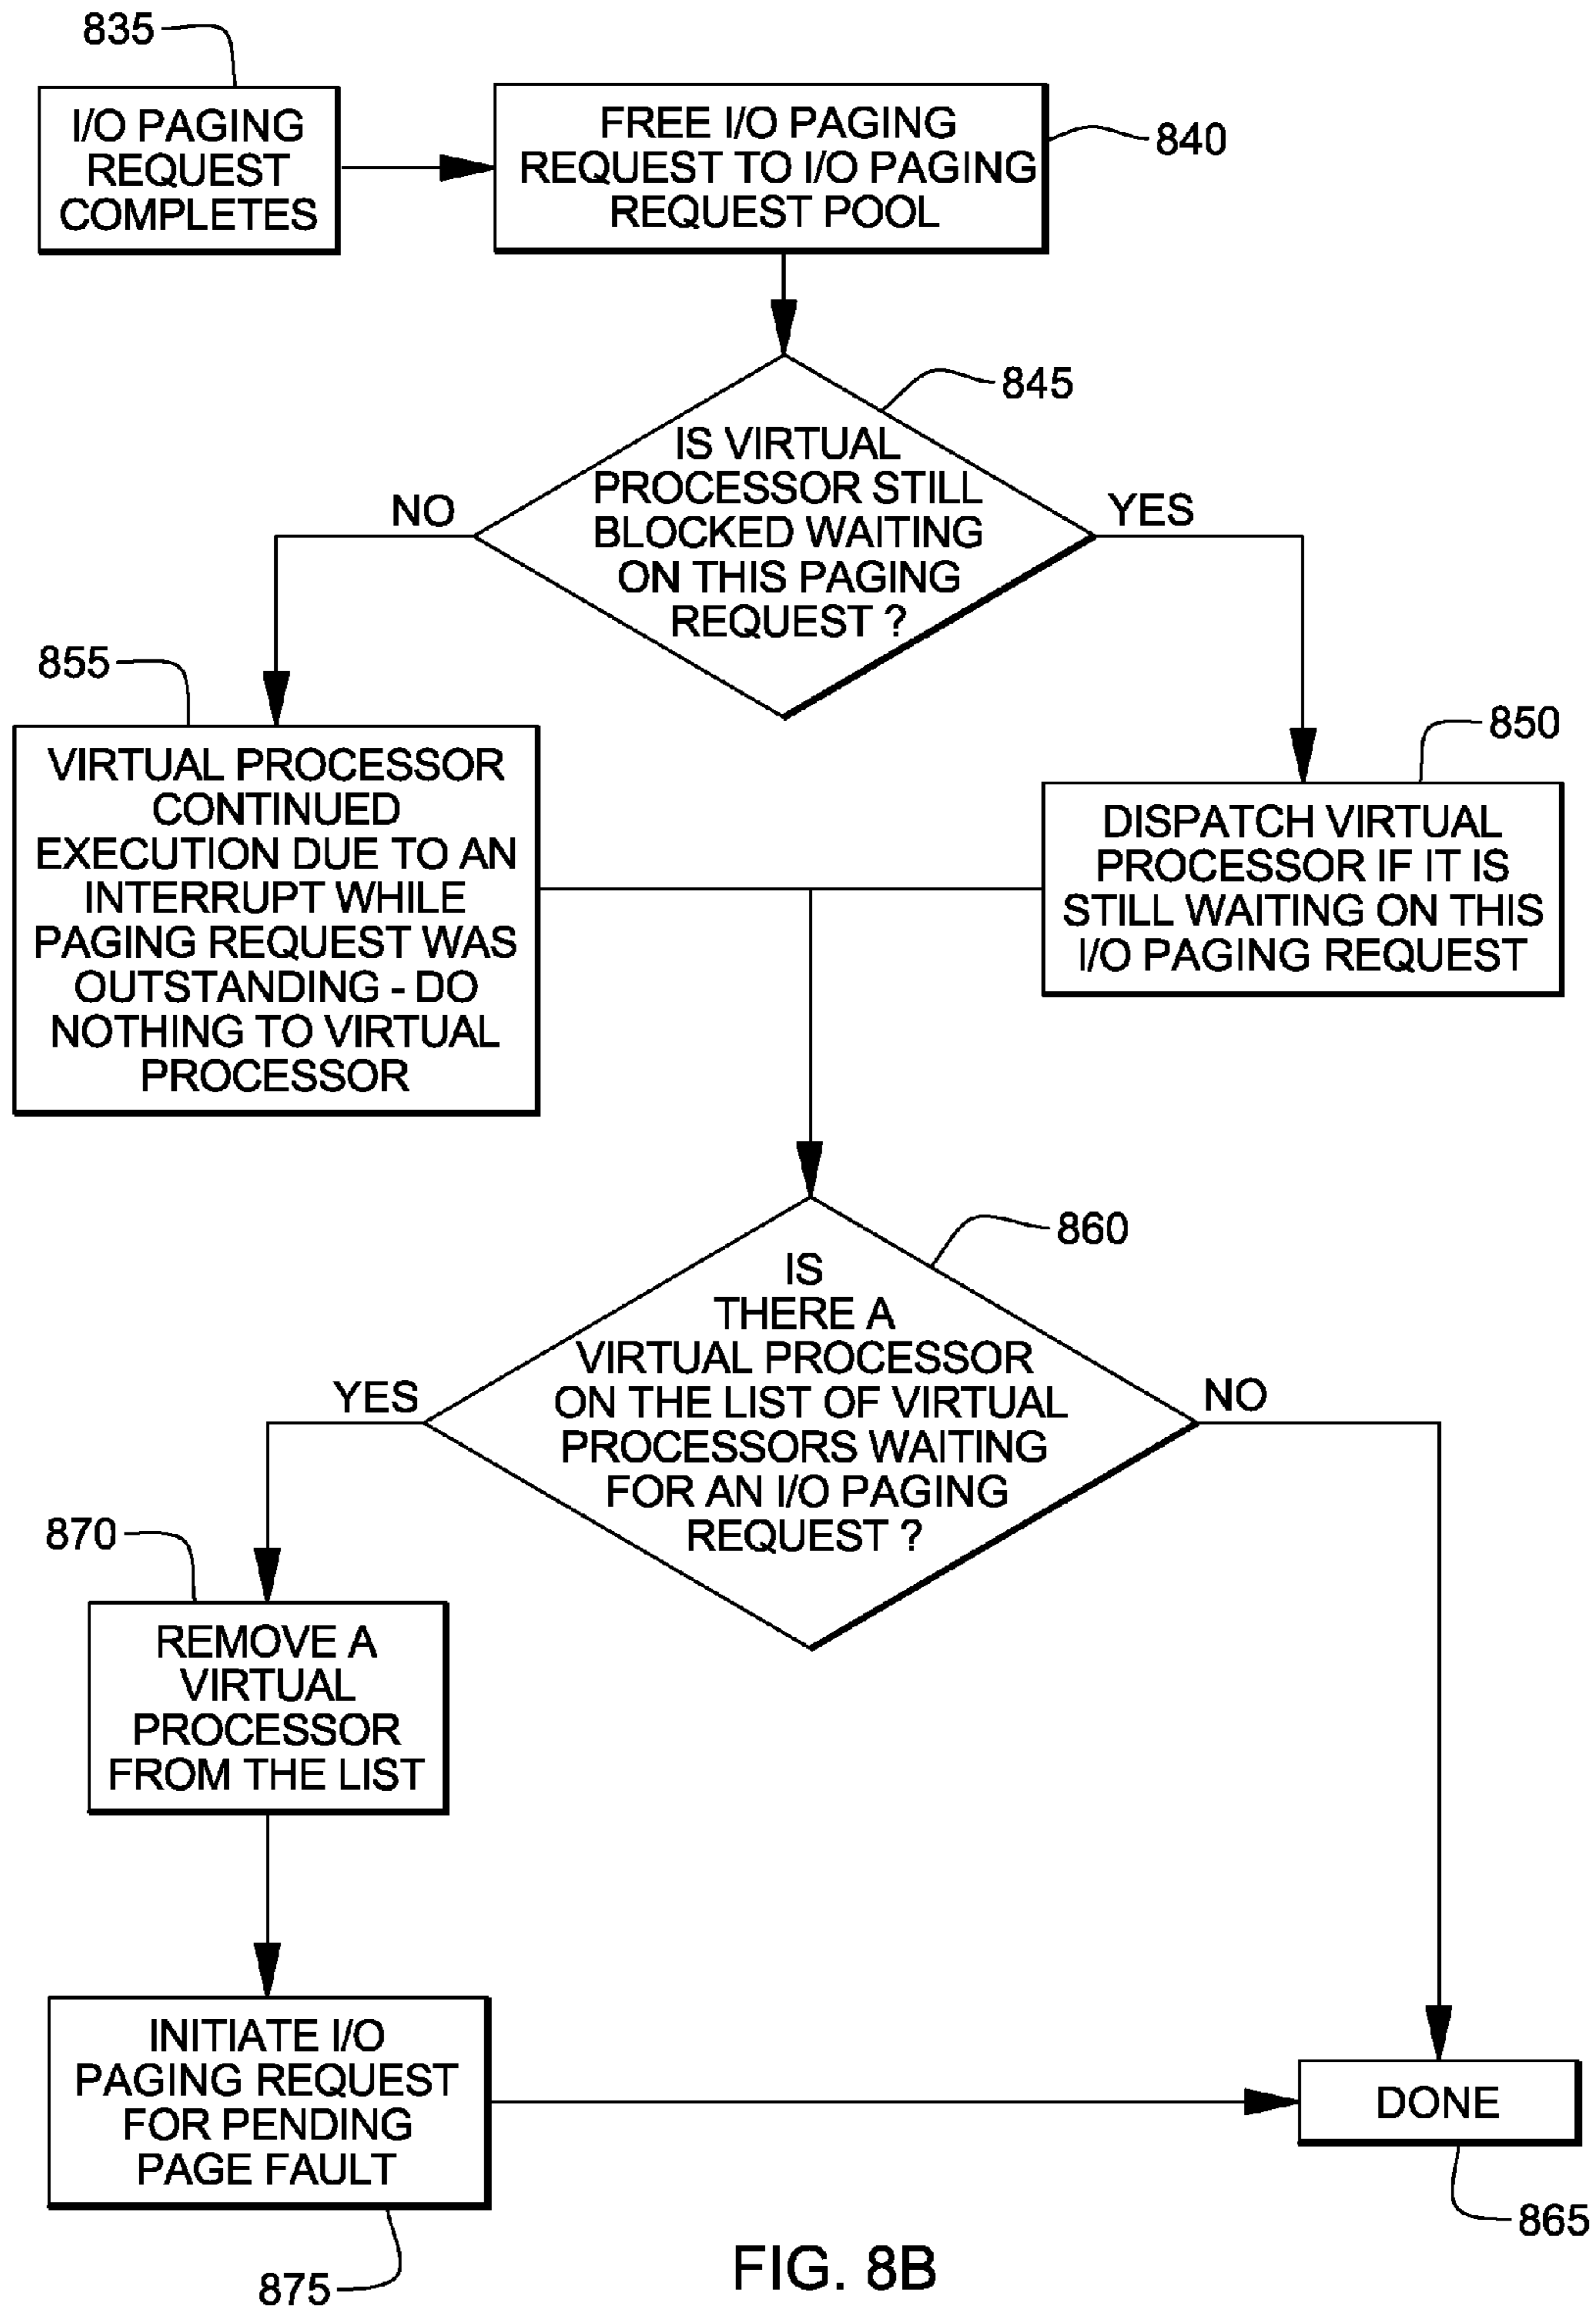 835
I/O PAGING
REQUEST
COMPLETES
FREE I/O PAGING
REQUEST TO I/O PAGING
REQUEST POOL
840
845
IS VIRTUAL
PROCESSOR STILL
BLOCKED WAITING
ON THIS PAGING
REQUEST ?
NO
YES
855
VIRTUAL PROCESSOR
CONTINUED
EXECUTION DUE TO AN
INTERRUPT WHILE
PAGING REQUEST WAS
OUTSTANDING - DO
NOTHING TO VIRTUAL
PROCESSOR
850
DISPATCH VIRTUAL
PROCESSOR IF IT IS
STILL WAITING ON THIS
I/O PAGING REQUEST
860
IS
THERE A
VIRTUAL PROCESSOR
ON THE LIST OF VIRTUAL
PROCESSORS WAITING
FOR AN I/O PAGING
REQUEST ?
YES
NO
870
REMOVE A
VIRTUAL
PROCESSOR
FROM THE LIST
INITIATE I/O
PAGING REQUEST
FOR PENDING
PAGE FAULT
875
DONE
865
FIG. 8B